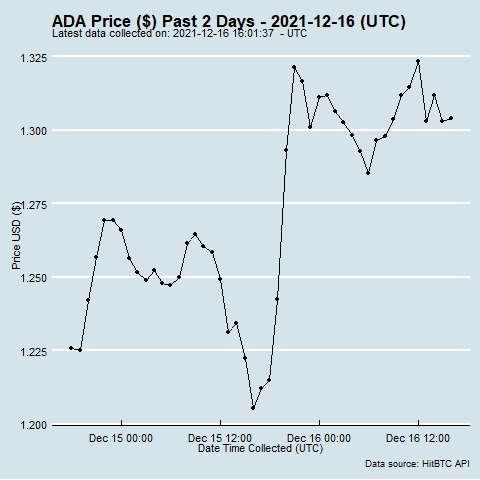 ADA Price ($) Past 2 Days - 2021-12-16 (UTC)
Latest data collected on: 2021-12-16 16:01:37 - UTC
1.325
1.300
1.275
1.250
1.225
1.200
Price USD ($)
Dec 15 00:00 Dec 15 12:00 Dec 16 00:00 Dec 16 12:00
Date Time Collected (UTC)
Data source: HitBTC API